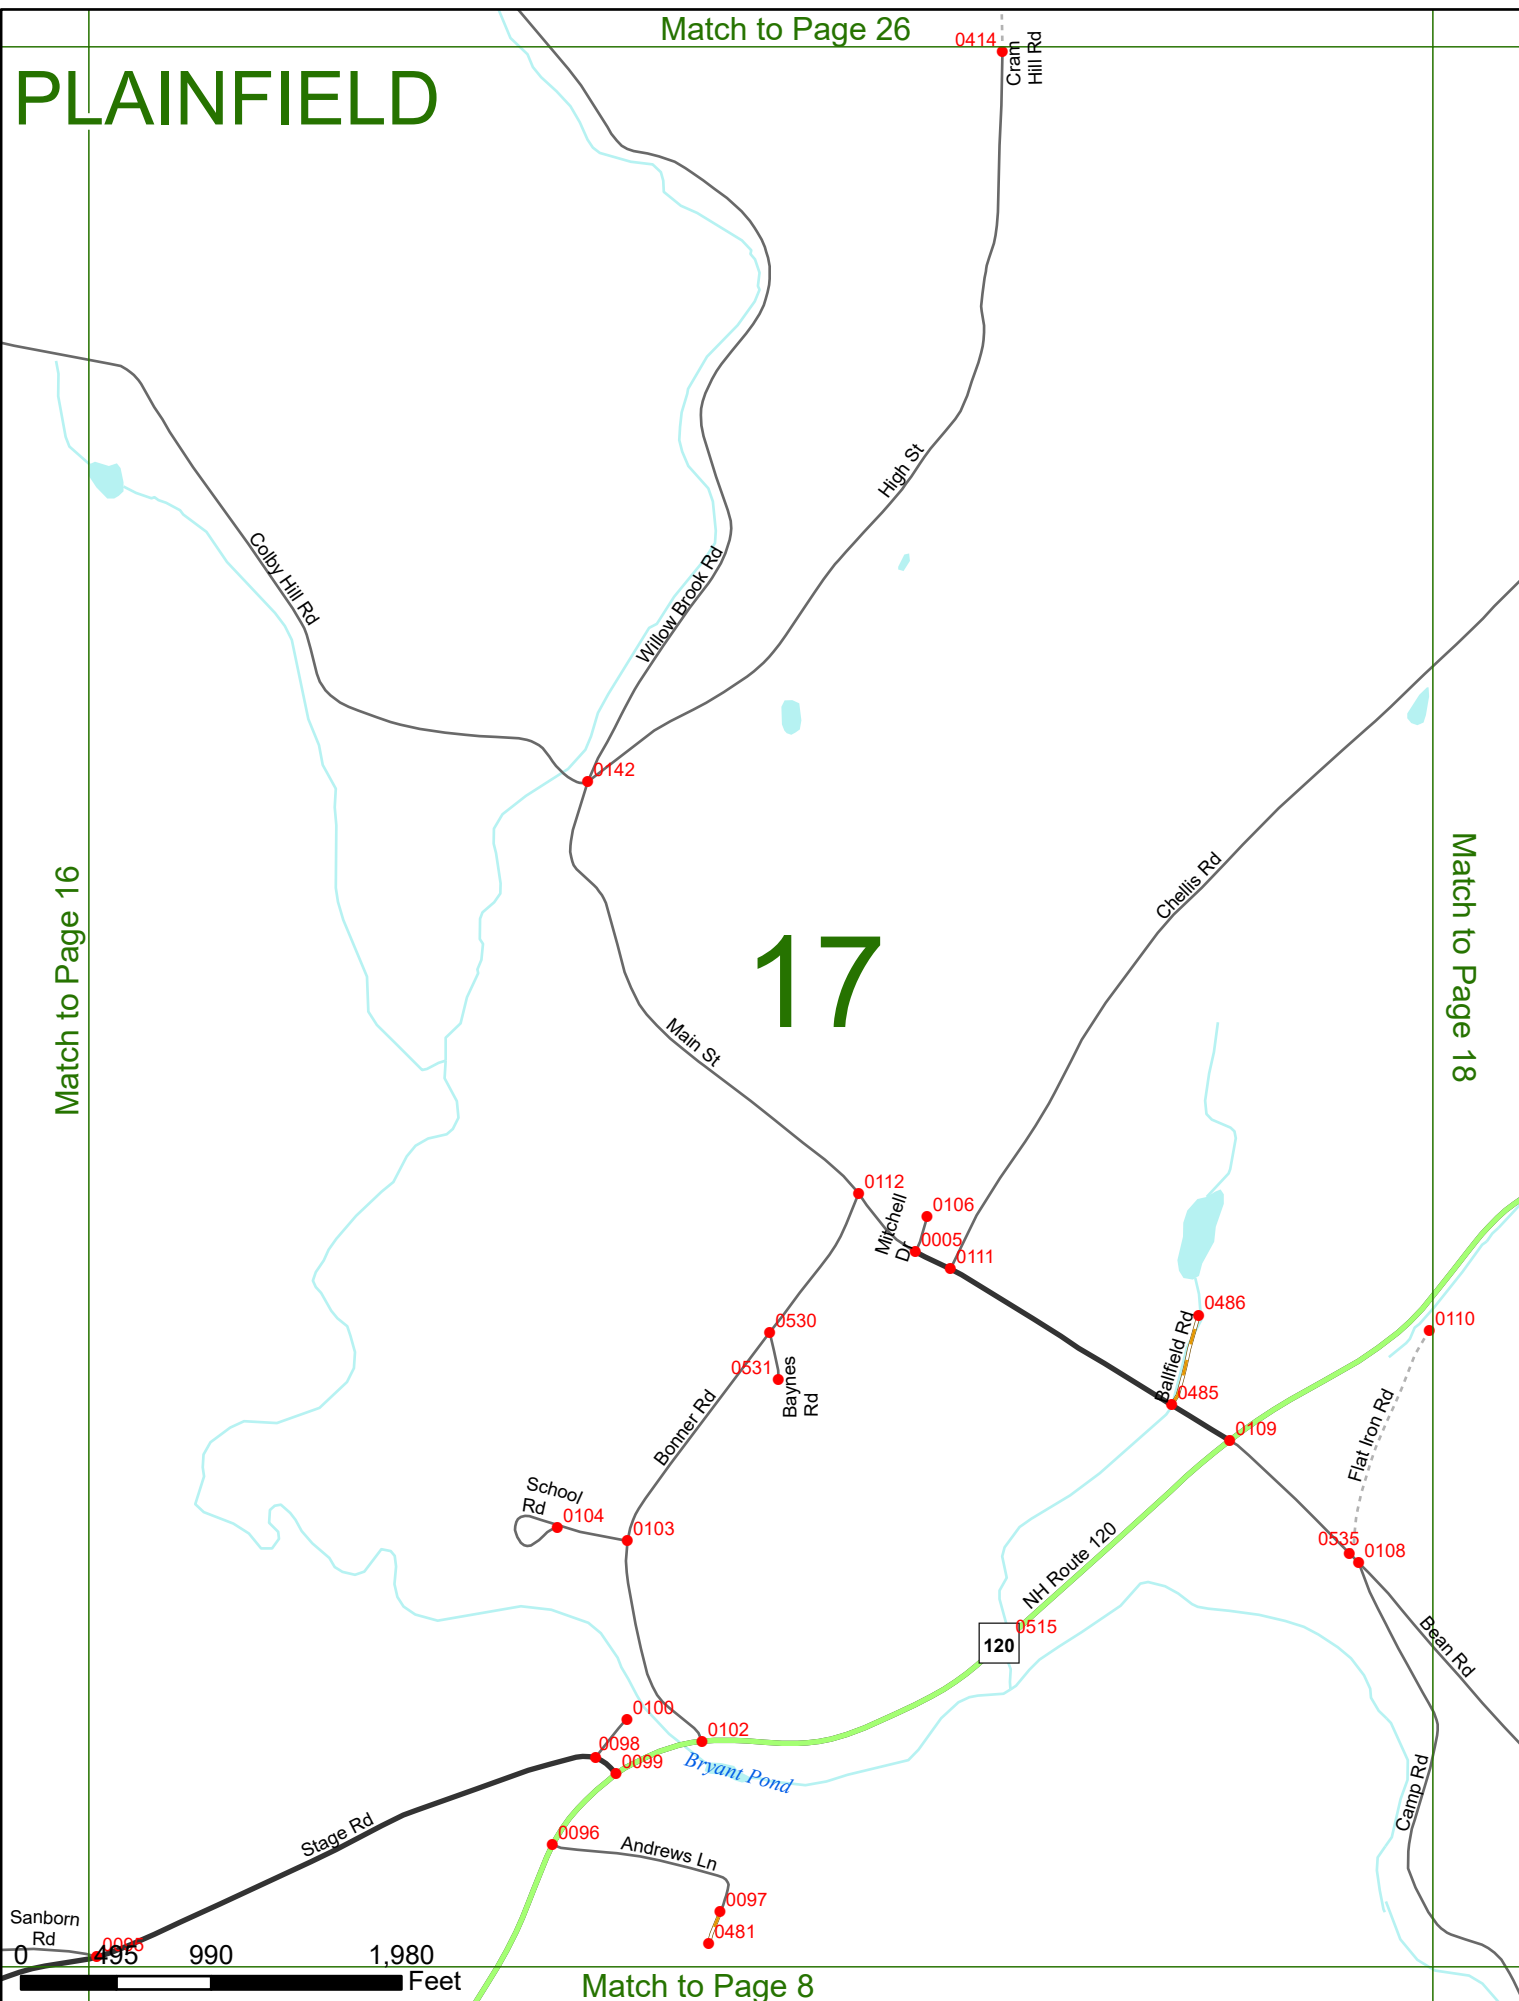 Match to Page 26
0414
Cram
Hill Rd
PLAINFIELD
High St
Colby Hill Rd
Willow Brook Rd
0142
Match to Page 16
Match to Page 18
Chellis Rd
17
Main St
0112
0106
Mitchell
Dr
0005
0111
0486
0110
0530
Ballfield Rd
0531
Baynes
Rd
0485
Bonner Rd
0109
Flat Iron Rd
School
Rd
0104
0103
0535
0108
NH Route 120
0515
120
Bean Rd
0100
0102
0098
0099
Bryant Pond
Camp Rd
Stage Rd
0096
Andrews Ln
0097
0481
Sanborn
Rd
0095
0
495
990
1,980
Feet
Match to Page 8